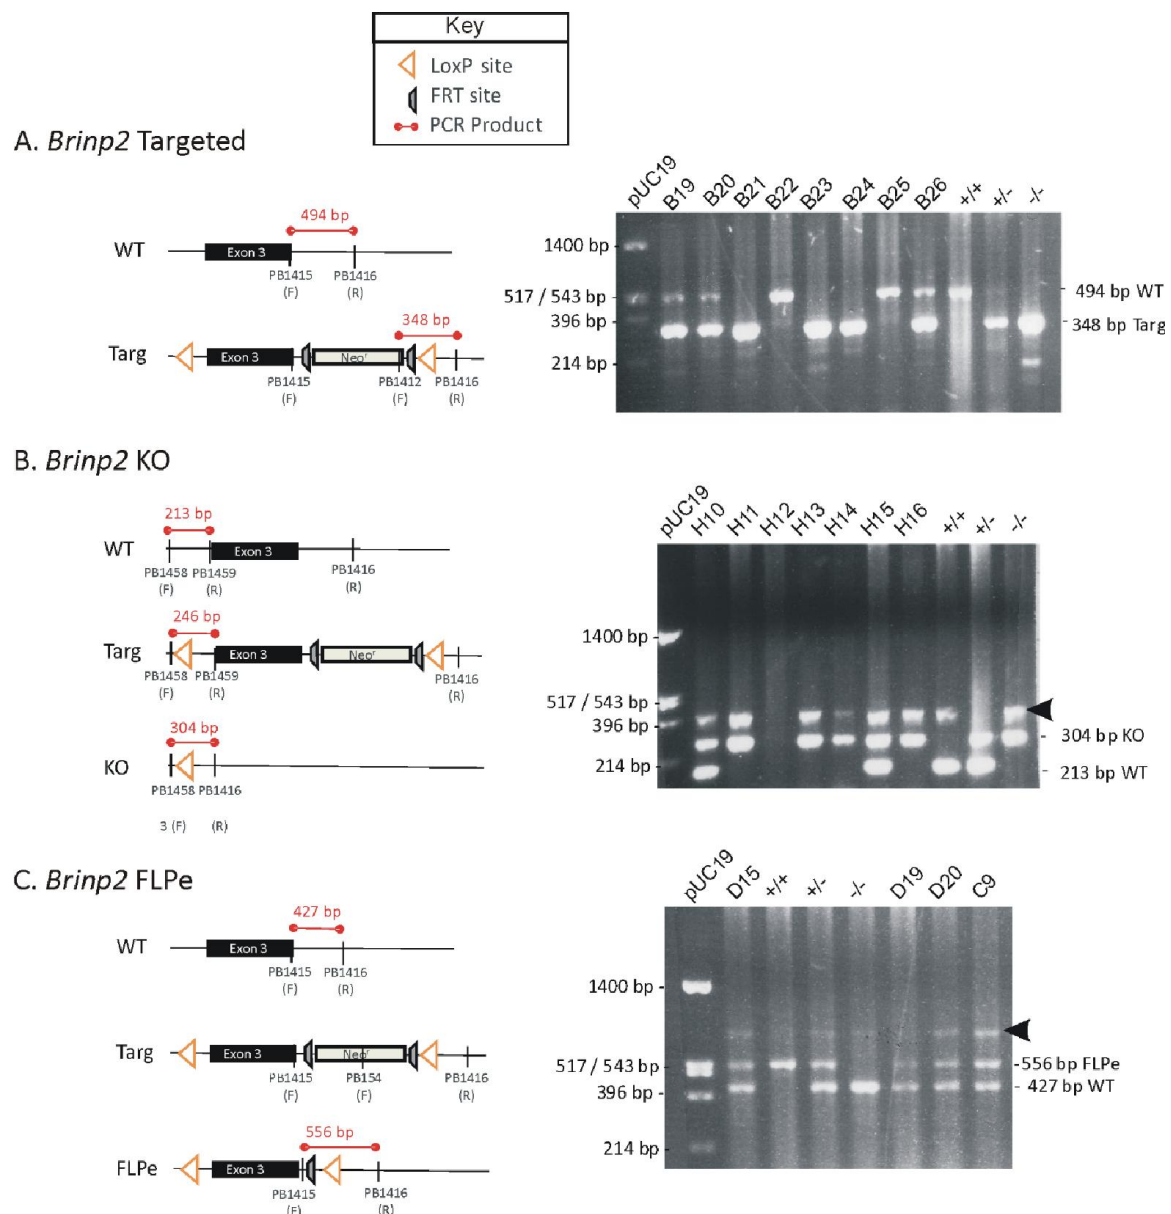 Key
LoxP site
FRT site
PCR Product
A. Brinp2 Targeted
494 bp
WT
Exon 3
PB1415
PB1416
(F)
(R)
348 bp
Targ
Exon 3
Neoʳ
PB1415
PB1412
PB1416
(F)
(F)
(R)
pUC19
B19
B20
B21
B22
B23
B24
B25
B26
+/+
+/-
-/-
1400 bp -
517 / 543 bp -
396 bp -
214 bp -
- 494 bp WT
- 348 bp Targ
B. Brinp2 KO
213 bp
WT
Exon 3
PB1458
PB1459
PB1416
(F)
(R)
(R)
246 bp
Targ
Exon 3
Neoʳ
PB1458
PB1459
PB1416
(F)
(R)
(R)
304 bp
KO
PB1458
PB1416
3 (F)
(R)
pUC19
H10
H11
H12
H13
H14
H15
H16
+/+
+/-
-/-
1400 bp -
517 / 543 bp -
396 bp -
214 bp -
- 304 bp KO
- 213 bp WT
C. Brinp2 FLPe
427 bp
WT
Exon 3
PB1415
PB1416
(F)
(R)
Targ
Exon 3
Neoʳ
PB1415
PB154
PB1416
(F)
(F)
(R)
556 bp
FLPe
Exon 3
PB1415
PB1416
(F)
(R)
pUC19
D15
+/+
+/-
-/-
D19
D20
C9
1400 bp -
517 / 543 bp -
396 bp -
214 bp -
-556 bp FLPe
- 427 bp WT